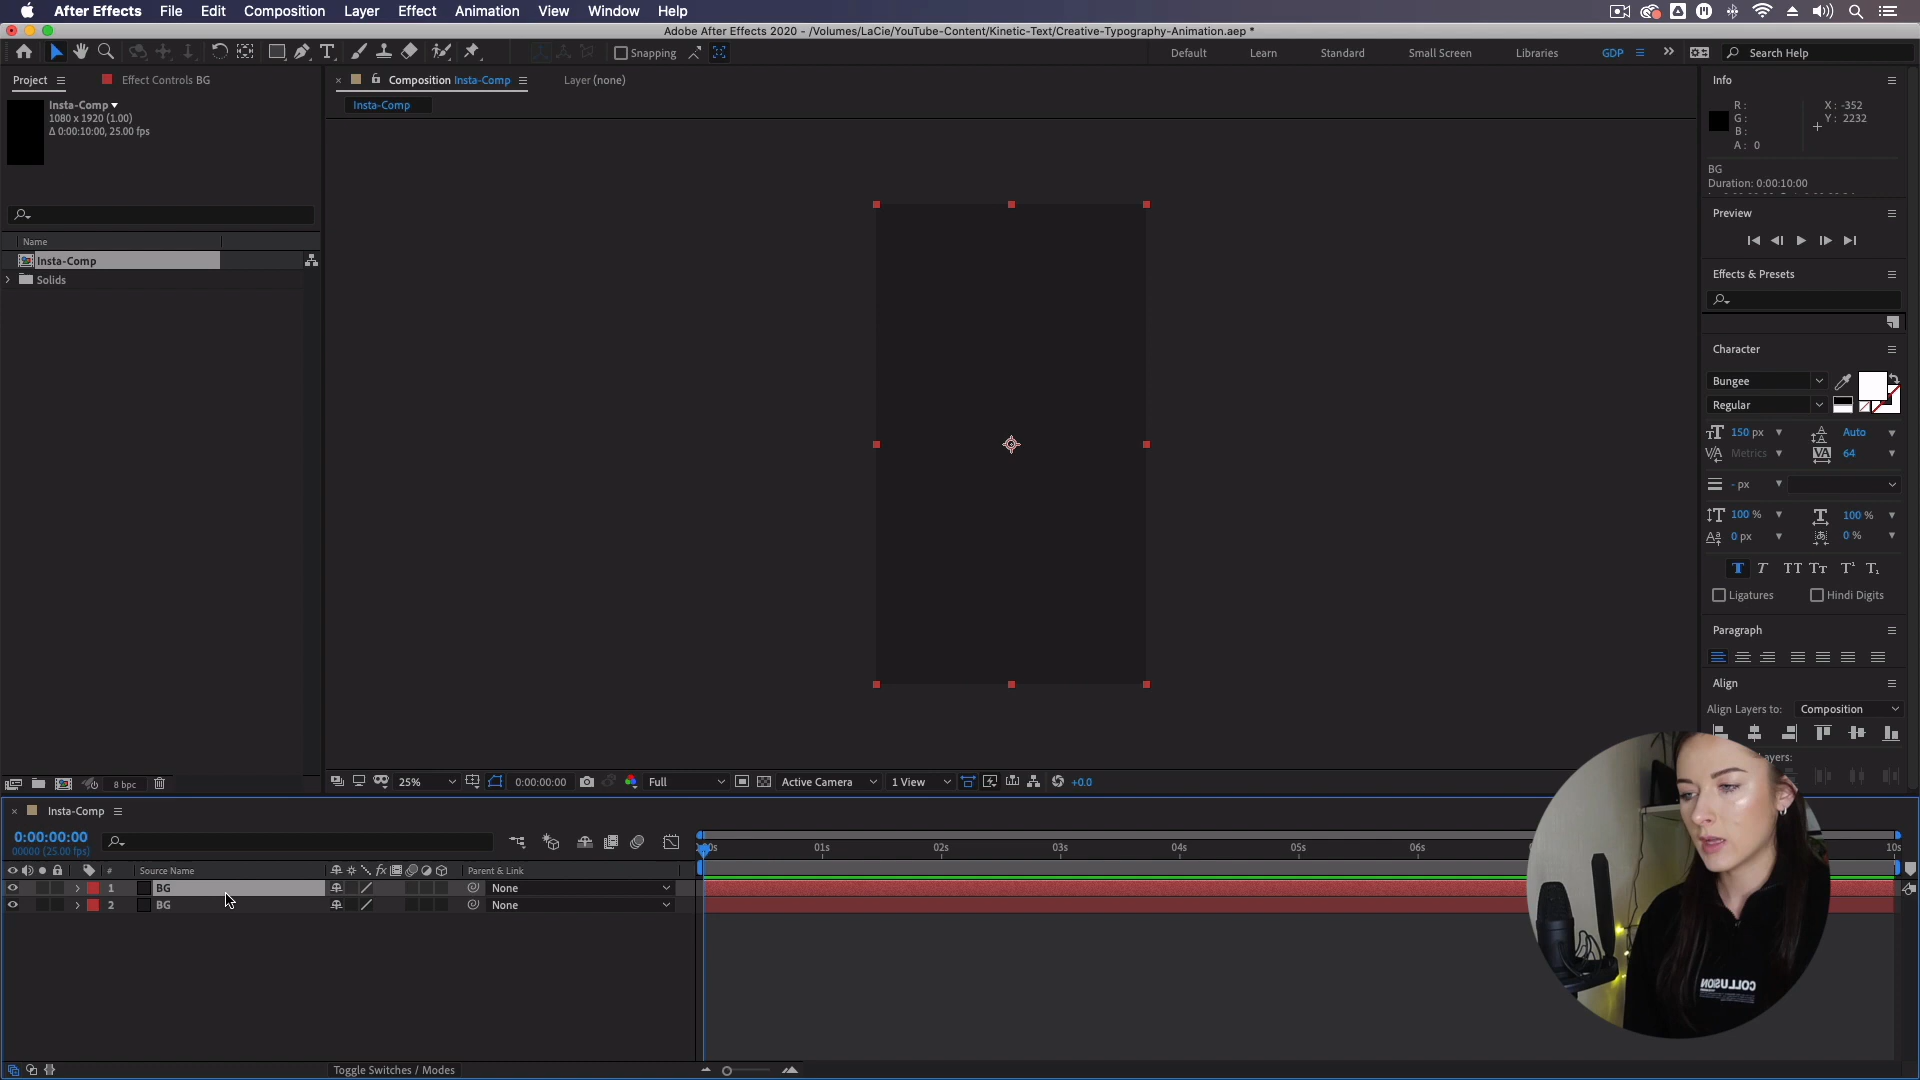 After Effects File Edit Composition Layer Effect Animation View Window Help
Adobe After Effects 2020 - /Volumes/LaCie/YouTube-Content/Kinetic-Text/Creative-Typography-Animation.aep *
Snapping Default Learn Standard Small Screen Libraries GDP Search Help
Project Effect Controls BG Composition Insta-Comp Layer (none) Info
Insta-Comp
1080 x 1920 (1.00)
Δ 0:00:10:00, 25.00 fps
Insta-Comp
R :
G :
B :
A : 0
X : -352
Y : 2232
BG
Duration: 0:00:10:00
Preview
Effects & Presets
Name
Insta-Comp
Solids
Character
Bungee
Regular
150 px Auto
Metrics 64
- px
100 % 100 %
0 px 0 %
Ligatures Hindi Digits
Paragraph
Align
Align Layers to: Composition
ayers:
8 bpc 25% 0:00:00:00 Full Active Camera 1 View +0.0
Insta-Comp
0:00:00:00
00000 (25.00 fps)
:00s 01s 02s 03s 04s 05s 06s 10s
# Source Name Parent & Link
1 BG None
2 BG None
COLLUSION
Toggle Switches / Modes